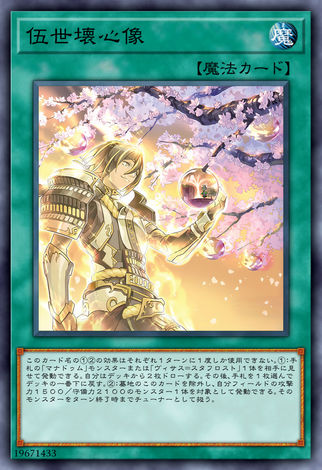 伍世壊心像
魔
【魔法カード】
このカード名の①②の効果はそれぞれ1ターンに1度しか使用できない。①:手
札の「マナドゥム」モンスターまたは「ヴィサス=スタフロスト」1体を相手に見
せて発動できる。自分はデッキから2枚ドローする。その後、手札を1枚選んで
デッキの一番下に戻す。②:墓地のこのカードを除外し、自分フィールドの攻撃
力1500/守備力2100のモンスター1体を対象として発動できる。その
モンスターをターン終了時までチューナーとして扱う。
19671433